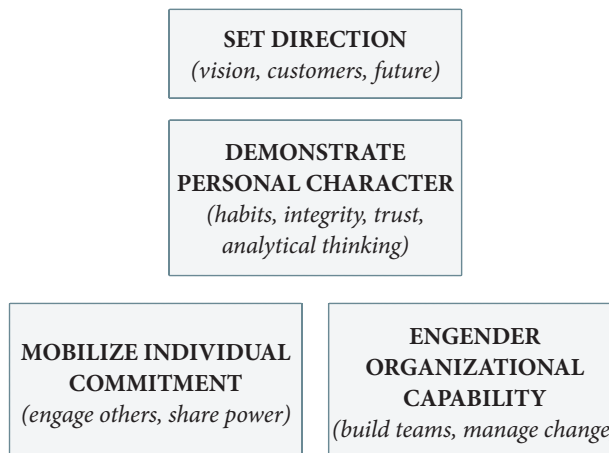 SET DIRECTION
(vision, customers, future)
DEMONSTRATE
PERSONAL CHARACTER
(habits, integrity, trust,
analytical thinking)
MOBILIZE INDIVIDUAL
COMMITMENT
(engage others, share power)
ENGENDER
ORGANIZATIONAL
CAPABILITY
(build teams, manage change